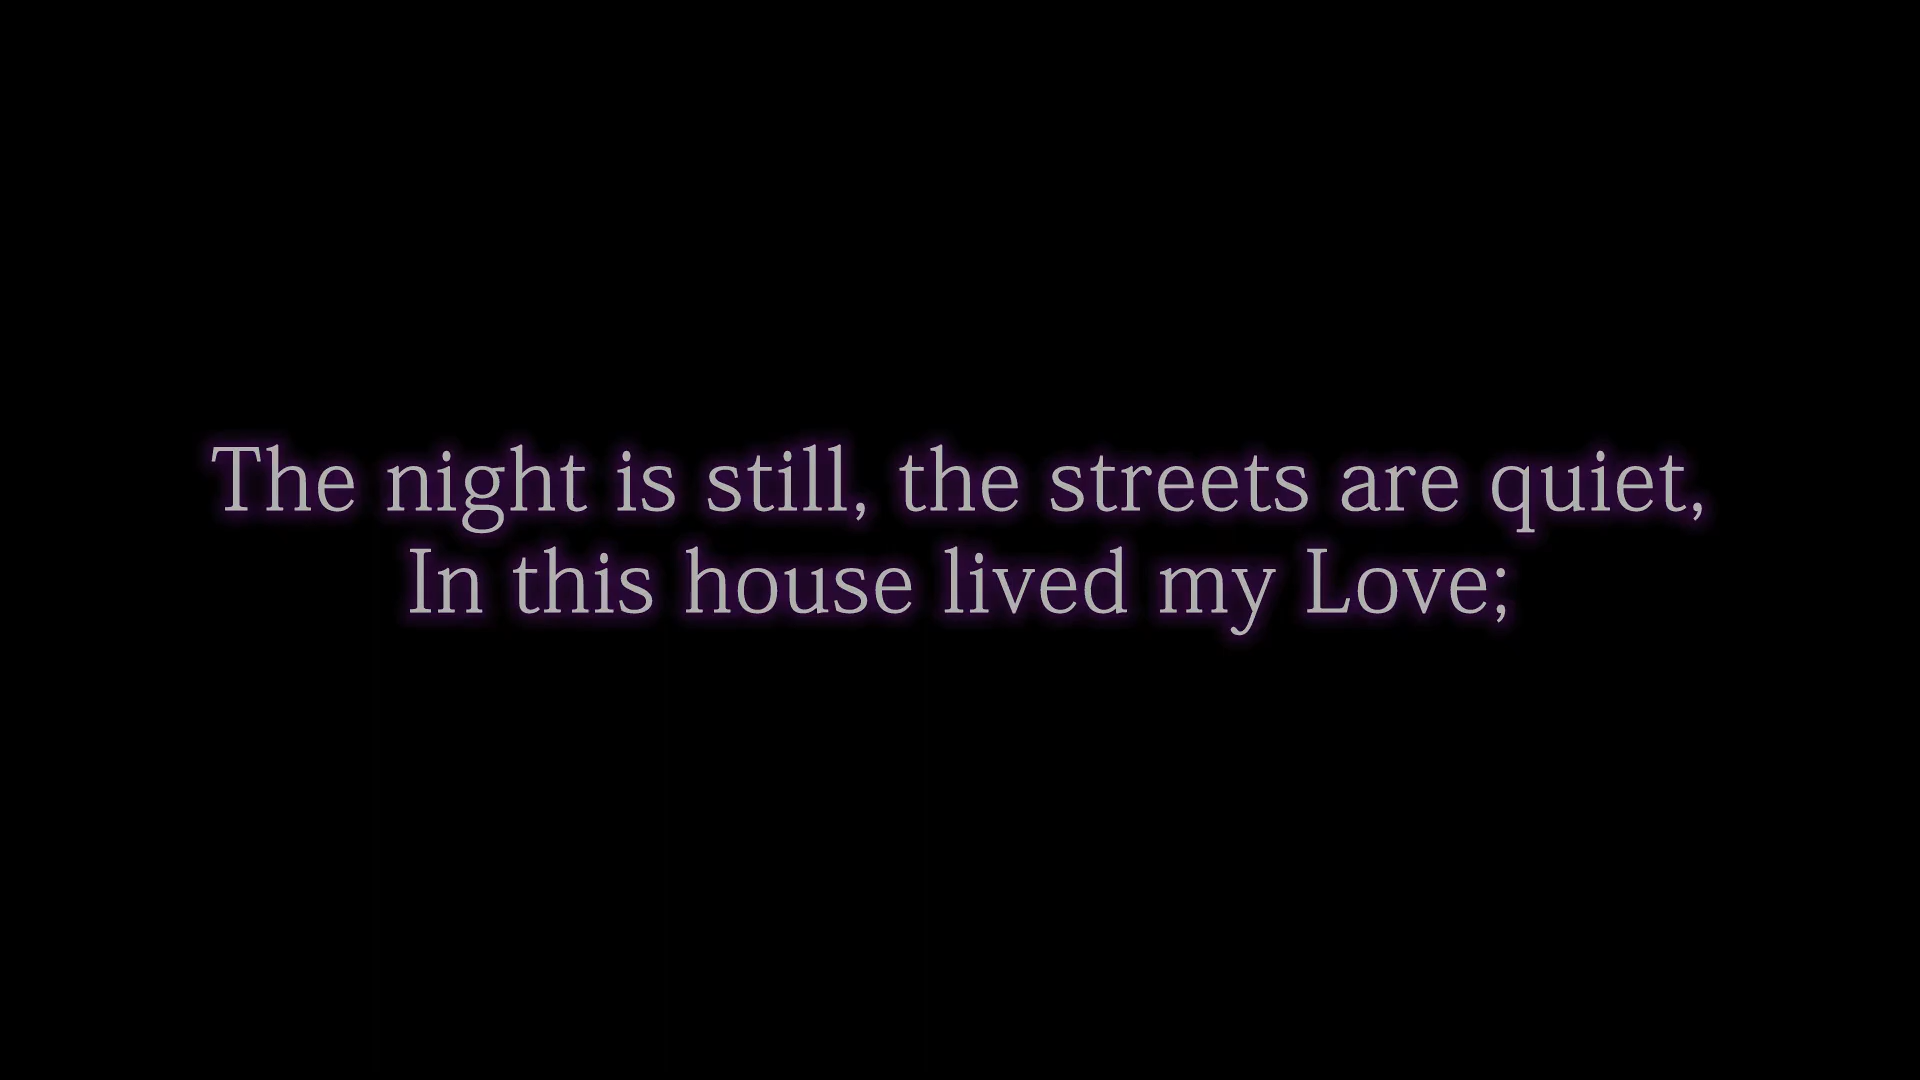 The night is still, the streets are quiet,
In this house lived my Love;